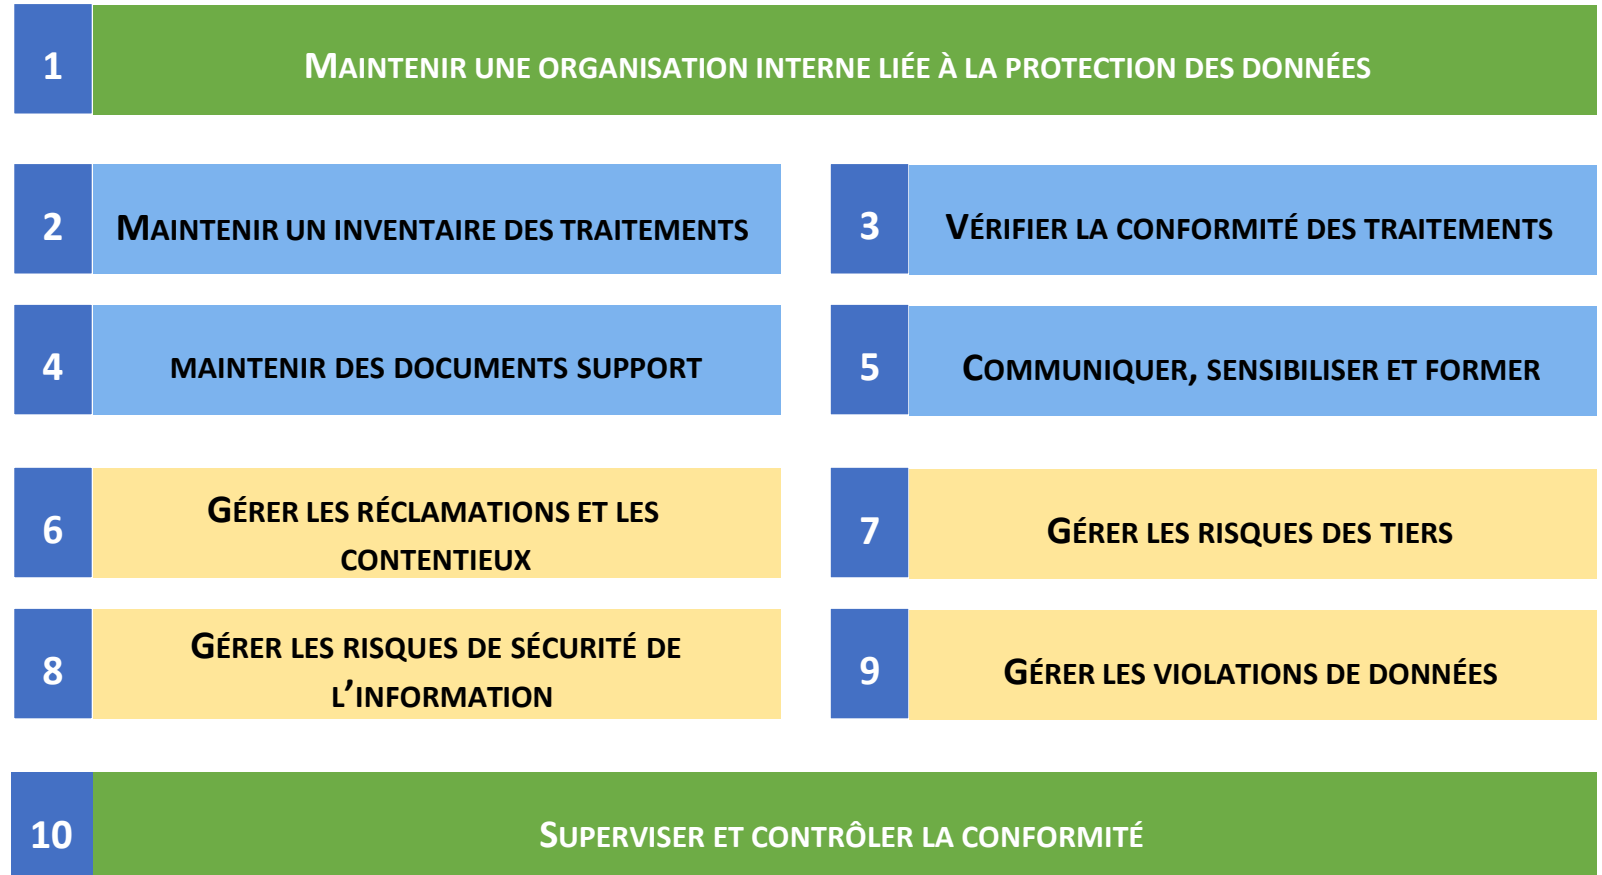 1
Maintenir une organisation interne liée à la protection des données
2
Maintenir un inventaire des traitements
3
Vérifier la conformité des traitements
4
maintenir des documents support
5
Communiquer, sensibiliser et former
6
Gérer les réclamations et les
contentieux
7
Gérer les risques des tiers
8
Gérer les risques de sécurité de
l’information
9
Gérer les violations de données
10
Superviser et contrôler la conformité